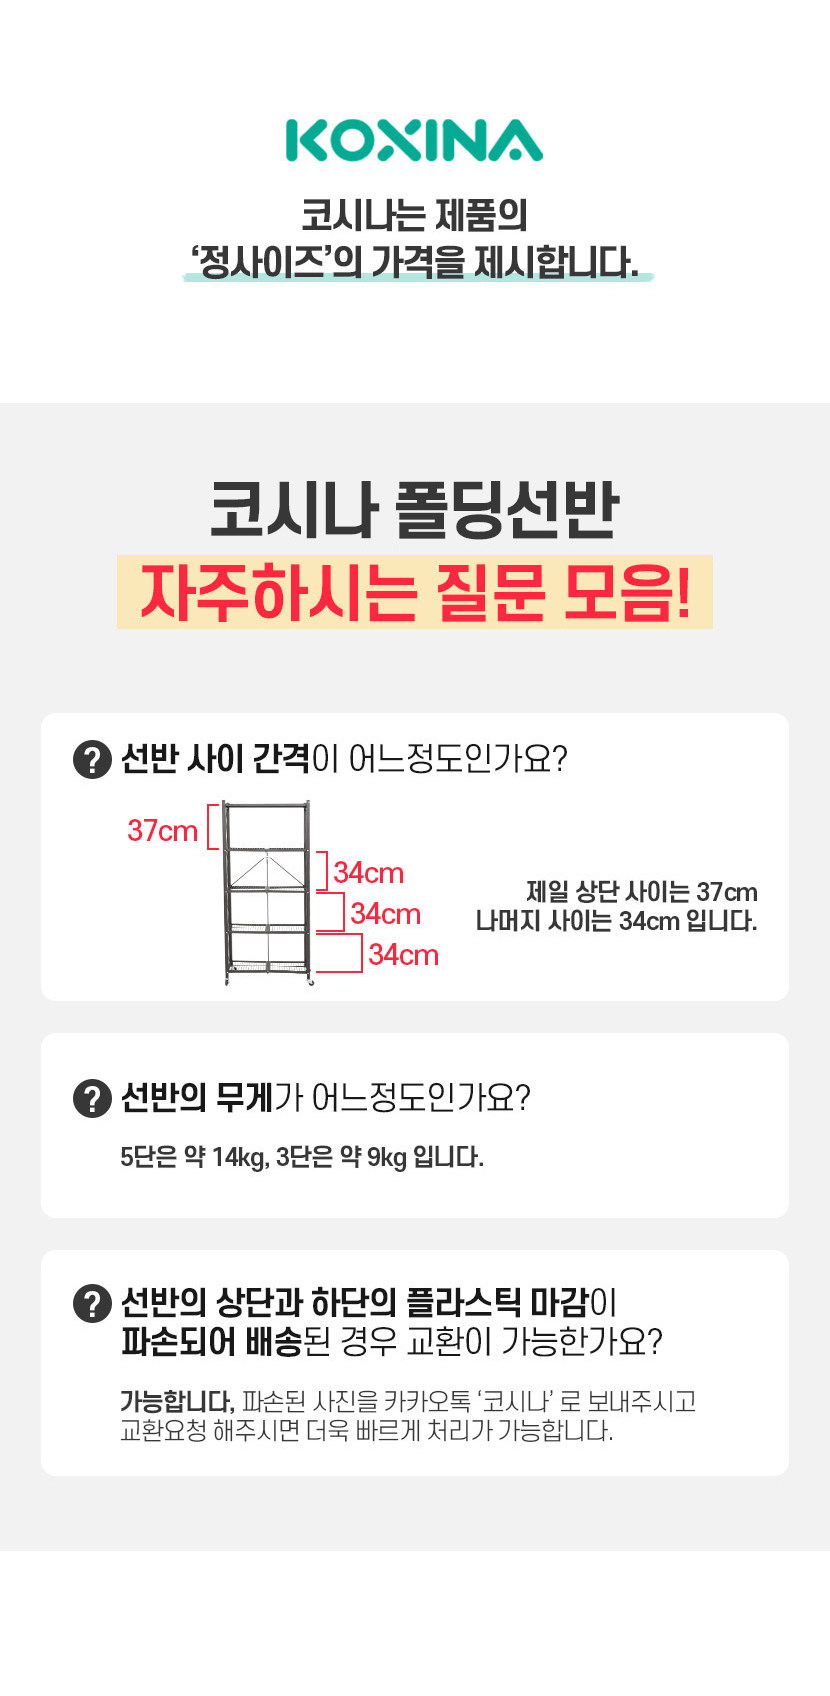 KOXINA
코시나는 제품의
‘정사이즈’의 가격을 제시합니다.
코시나 폴딩선반
자주하시는 질문 모음!
? 선반 사이 간격이 어느정도인가요?
37cm
34cm
34cm
34cm
제일 상단 사이는 37cm
나머지 사이는 34cm 입니다.
? 선반의 무게가 어느정도인가요?
5단은 약 14kg, 3단은 약 9kg 입니다.
? 선반의 상단과 하단의 플라스틱 마감이
파손되어 배송된 경우 교환이 가능한가요?
가능합니다, 파손된 사진을 카카오톡 ‘코시나’ 로 보내주시고
교환요청 해주시면 더욱 빠르게 처리가 가능합니다.